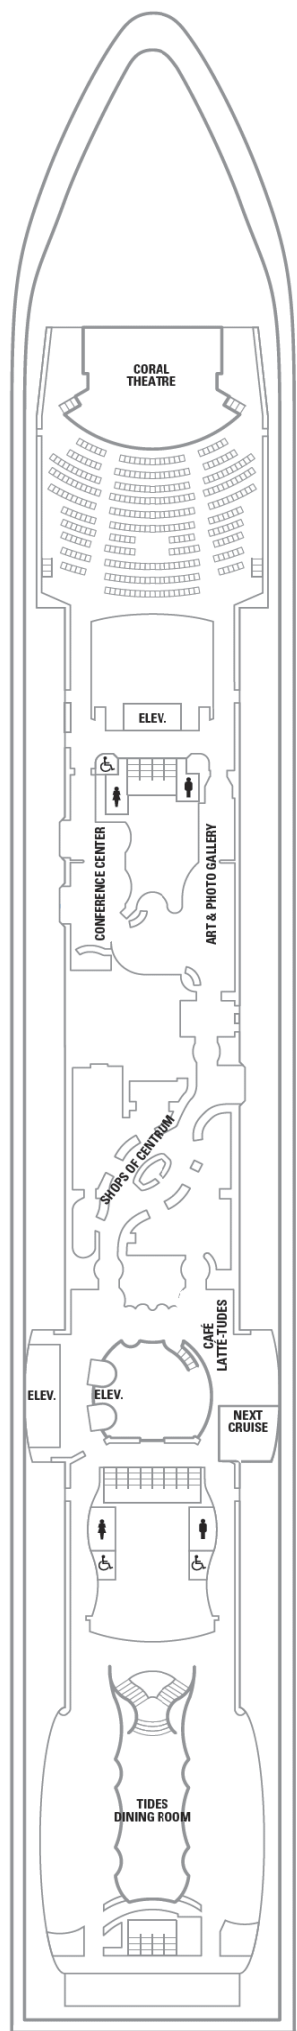 CORAL
THEATRE
ELEV.
CONFERENCE CENTER
ART & PHOTO GALLERY
SHOPS OF CENTRUM
CAFÉ
LATTÉ-TUDES
ELEV.
ELEV.
NEXT
CRUISE
TIDES
DINING ROOM